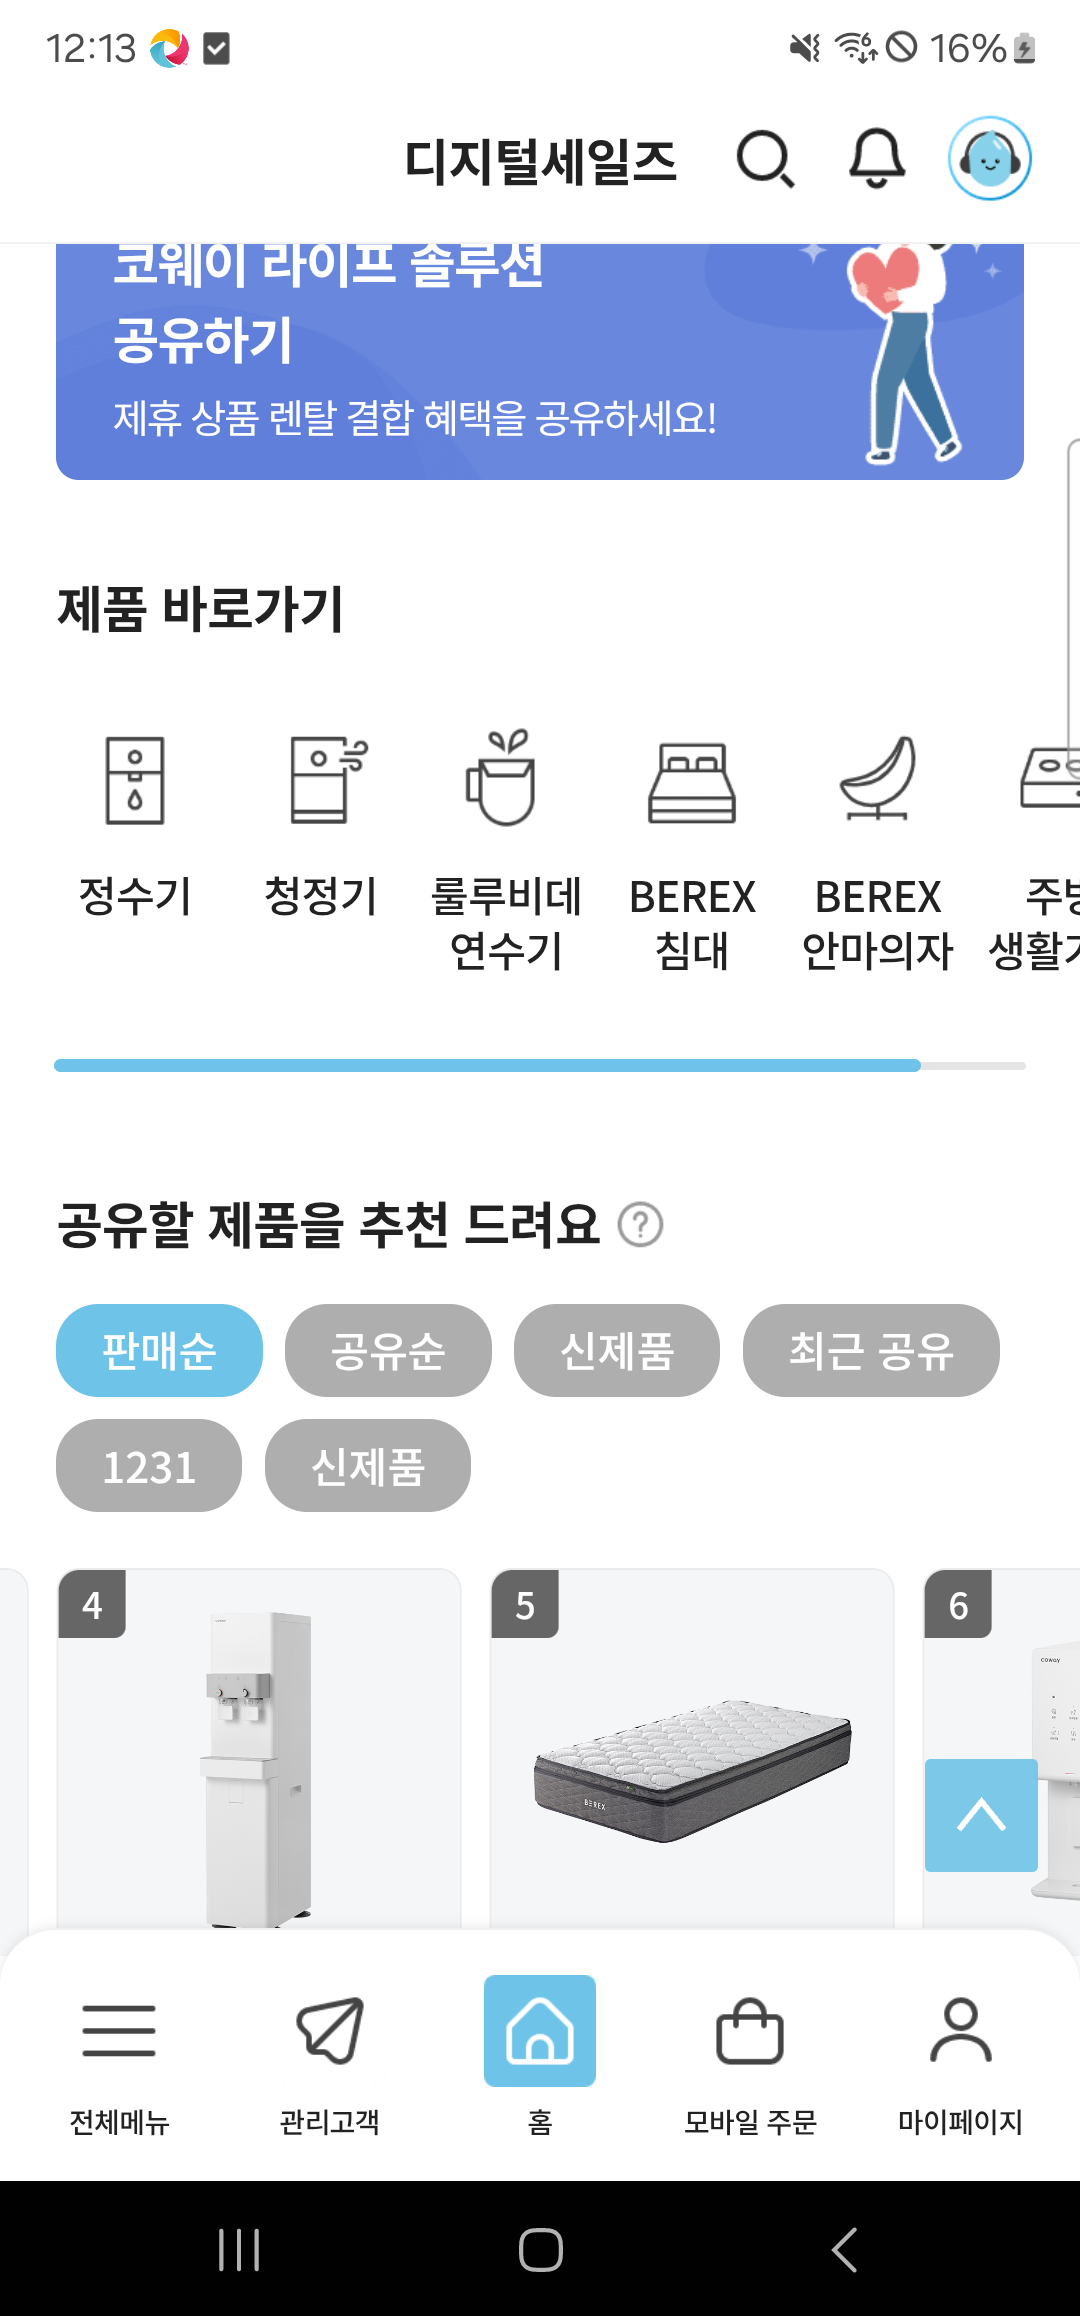 12:13
16%
디지털세일즈
코웨이 라이프 솔루션
공유하기
제휴 상품 렌탈 결합 혜택을 공유하세요!
제품 바로가기
정수기
청정기
룰루비데
연수기
BEREX
침대
BEREX
안마의자
생활가
공유할 제품을 추천 드려요
판매순
공유순
신제품
최근 공유
1231
신제품
4
5
6
coway
BEREX
전체메뉴
관리고객
홈
모바일 주문
마이페이지